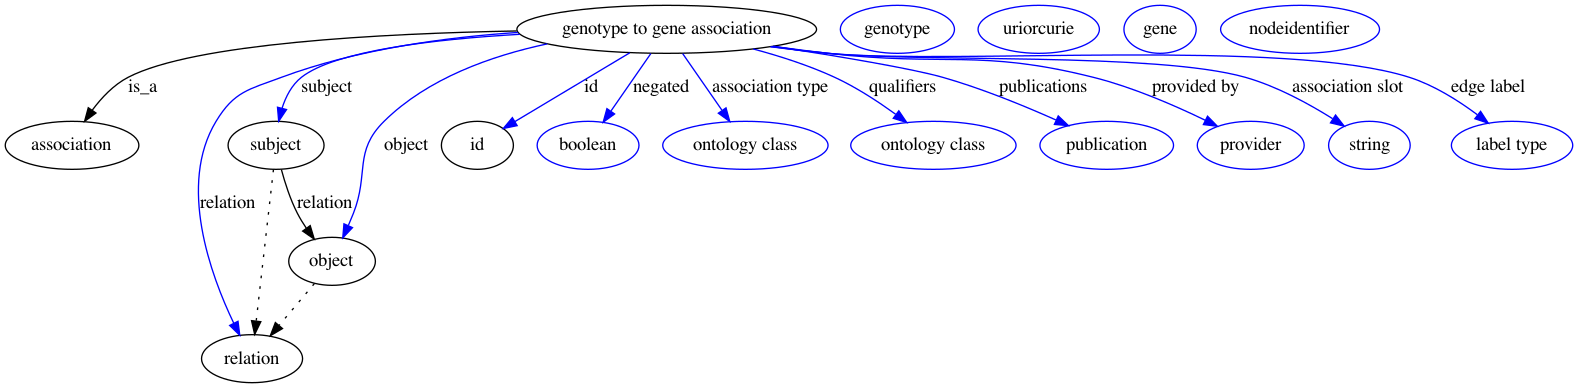 genotype to gene association
genotype
uriorcurie
gene
nodeidentifier
is_a
subject
id
negated
association type
qualifiers
publications
provided by
association slot
edge label
association
subject
object
id
boolean
ontology class
ontology class
publication
provider
string
label type
relation
relation
object
relation